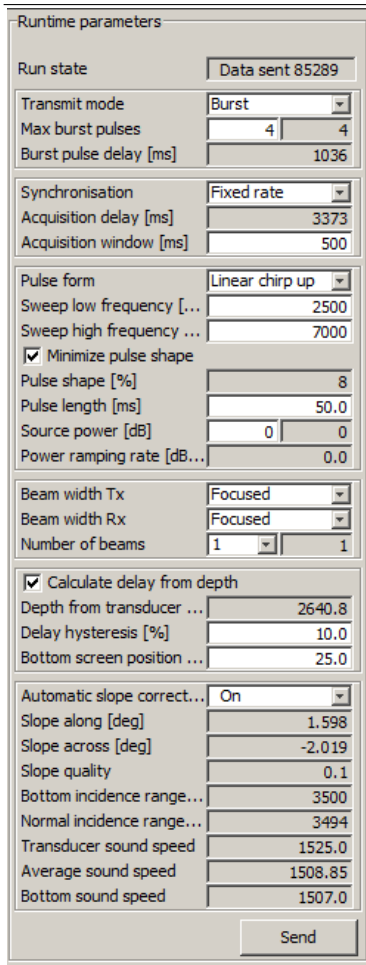 Runtime parameters
Run state Data sent 85289
Transmit mode Burst
Max burst pulses 4 4
Burst pulse delay [ms] 1036
Synchronisation Fixed rate
Acquisition delay [ms] 3373
Acquisition window [ms] 500
Pulse form Linear chirp up
Sweep low frequency [... 2500
Sweep high frequency ... 7000
Minimize pulse shape
Pulse shape [%] 8
Pulse length [ms] 50.0
Source power [dB] 0 0
Power ramping rate [dB... 0.0
Beam width Tx Focused
Beam width Rx Focused
Number of beams 1 1
Calculate delay from depth
Depth from transducer ... 2640.8
Delay hysteresis [%] 10.0
Bottom screen position ... 25.0
Automatic slope correct... On
Slope along [deg] 1.598
Slope across [deg] -2.019
Slope quality 0.1
Bottom incidence range... 3500
Normal incidence range... 3494
Transducer sound speed 1525.0
Average sound speed 1508.85
Bottom sound speed 1507.0
Send